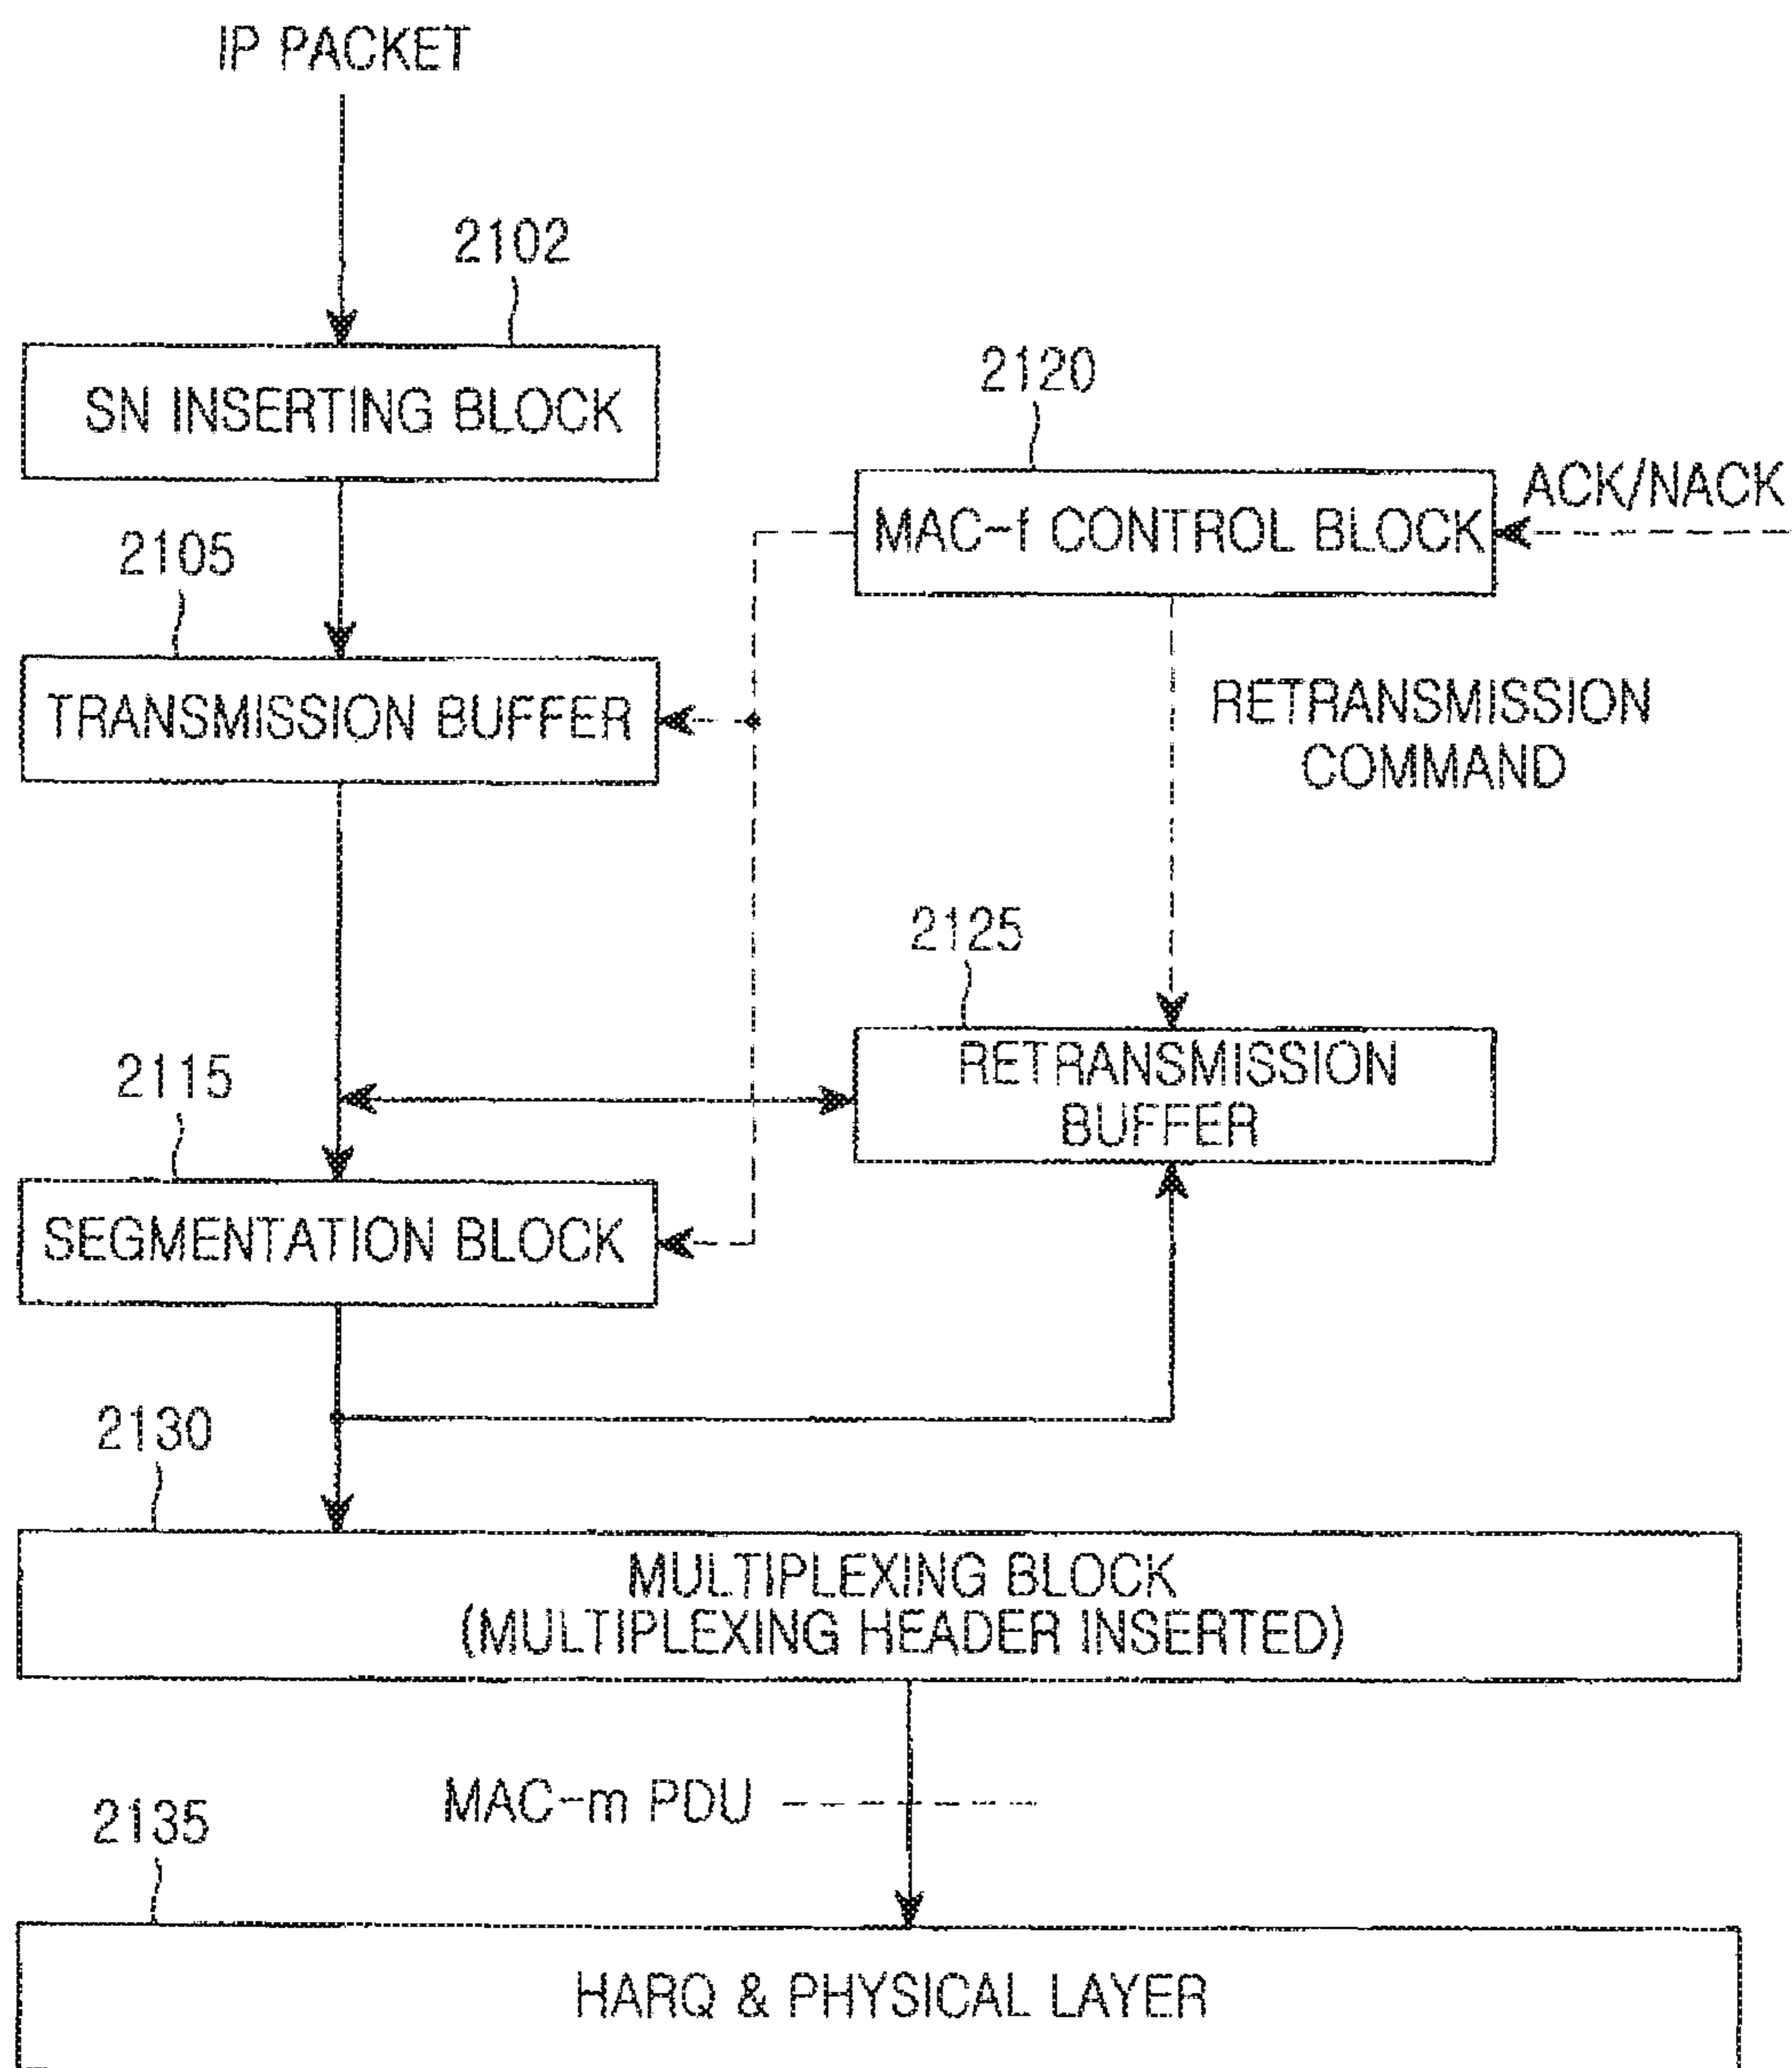 IP PACKET
2102
SN INSERTING BLOCK
2120
MAC-f CONTROL BLOCK
ACK/NACK
2105
TRANSMISSION BUFFER
RETRANSMISSION
COMMAND
2125
RETRANSMISSION
BUFFER
2115
SEGMENTATION BLOCK
2130
MULTIPLEXING BLOCK
(MULTIPLEXING HEADER INSERTED)
MAC-m PDU
2135
HARQ & PHYSICAL LAYER